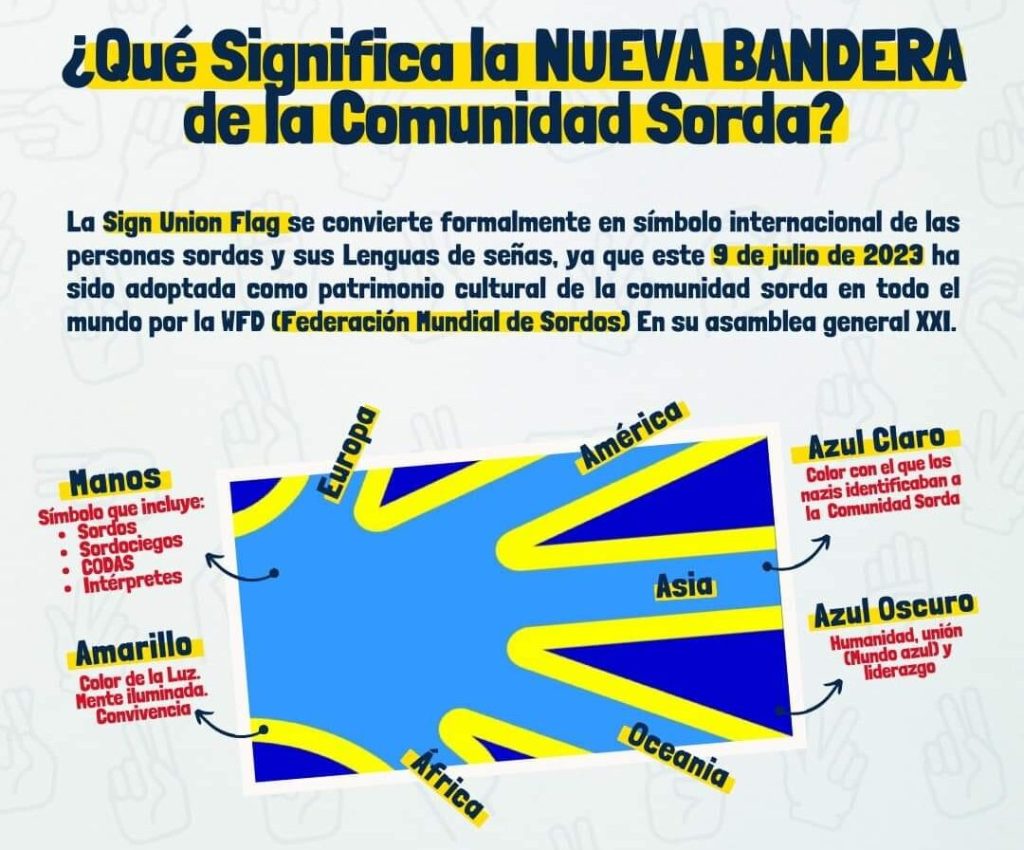 ¿Qué Significa la NUEVA BANDERA
de la Comunidad Sorda?
La Sign Union Flag se convierte formalmente en símbolo internacional de las
personas sordas y sus Lenguas de señas, ya que este 9 de julio de 2023 ha
sido adoptada como patrimonio cultural de la comunidad sorda en todo el
mundo por la WFD (Federación Mundial de Sordos) En su asamblea general XXI.
Manos
Símbolo que incluye:
• Sordos
• Sordociegos
• CODAS
• Intérpretes
Amarillo
Color de la Luz.
Mente iluminada.
Convivencia
Europa
América
Asia
Oceania
África
Azul Claro
Color con el que los
nazis identificaban a
la Comunidad Sorda
Azul Oscuro
Humanidad, unión
(Mundo azul) y
liderazgo